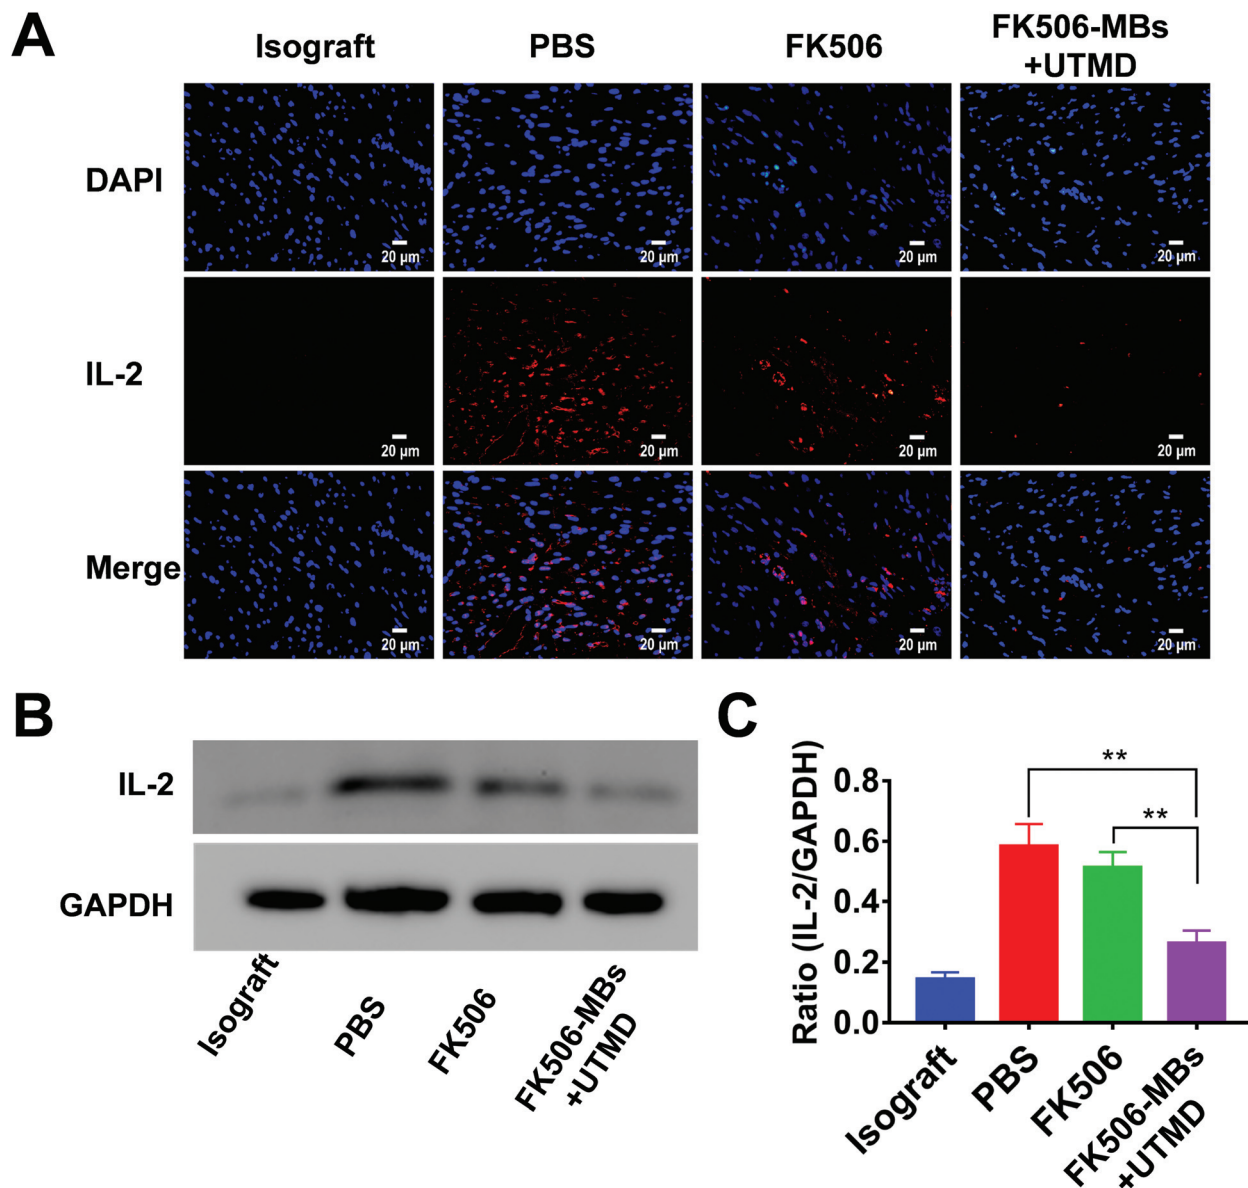 A
Isograft
PBS
FK506
FK506-MBs
+UTMD
DAPI
20 µm
20 µm
20 µm
20 µm
IL-2
20 µm
20 µm
20 µm
20 µm
Merge
20 µm
20 µm
20 µm
20 µm
B
IL-2
GAPDH
Isograft
PBS
FK506
FK506-MBs
+UTMD
C
Ratio (IL-2/GAPDH)
0.8
0.6
0.4
0.2
0.0
**
**
Isograft
PBS
FK506
FK506-MBs
+UTMD